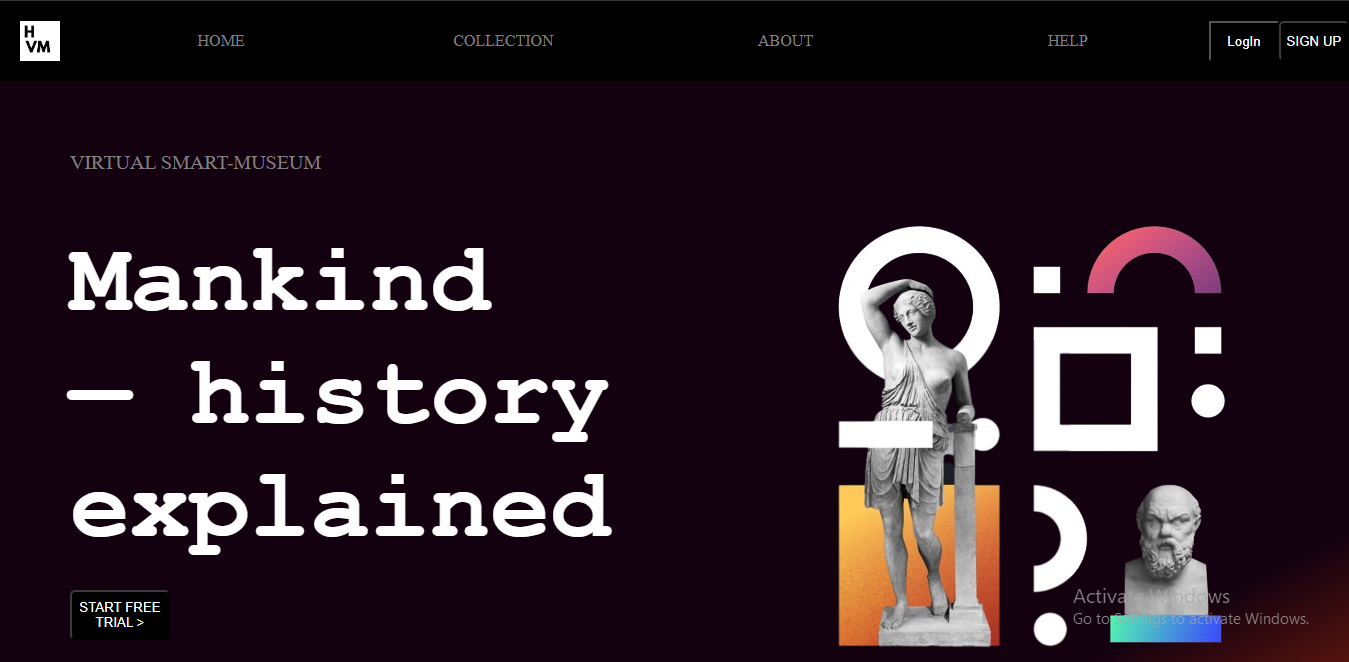 H
VM
HOME
COLLECTION
ABOUT
HELP
LogIn
SIGN UP
VIRTUAL SMART-MUSEUM
Mankind
— history
explained
START FREE
TRIAL >
Activate Windows
Go to Settings to activate Windows.